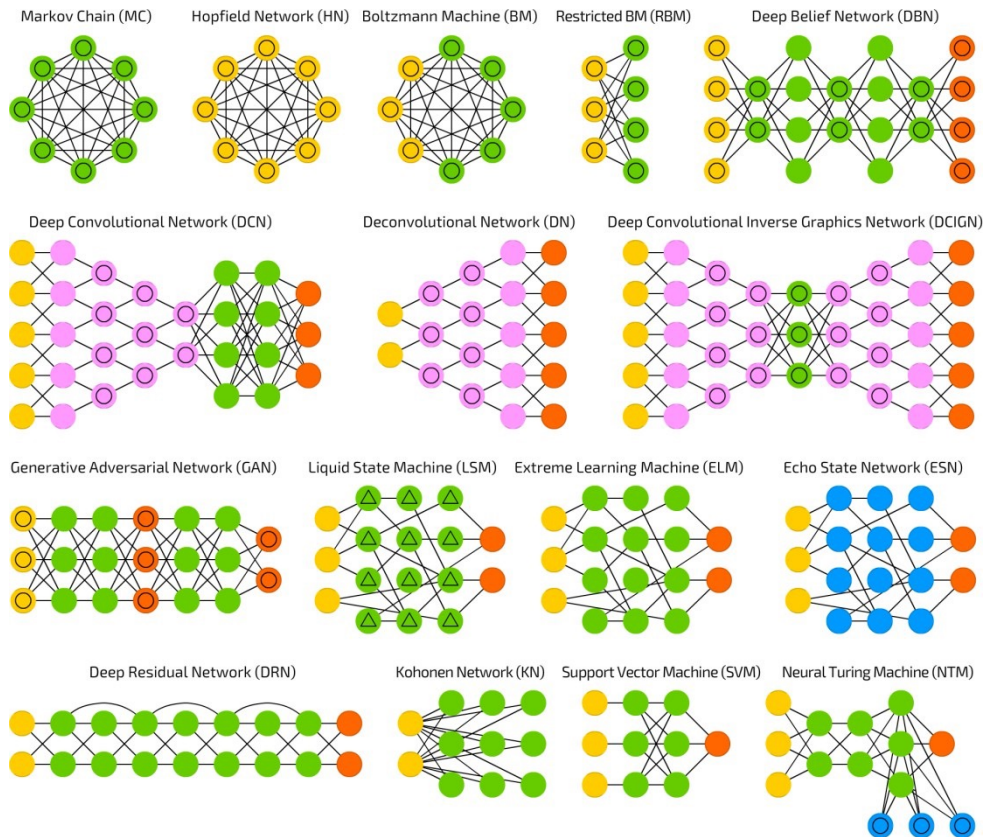 Markov Chain (MC)
Hopfield Network (HN)
Boltzmann Machine (BM)
Restricted BM (RBM)
Deep Belief Network (DBN)
Deep Convolutional Network (DCN)
Deconvolutional Network (DN)
Deep Convolutional Inverse Graphics Network (DCIGN)
Generative Adversarial Network (GAN)
Liquid State Machine (LSM)
Extreme Learning Machine (ELM)
Echo State Network (ESN)
Deep Residual Network (DRN)
Kohonen Network (KN)
Support Vector Machine (SVM)
Neural Turing Machine (NTM)